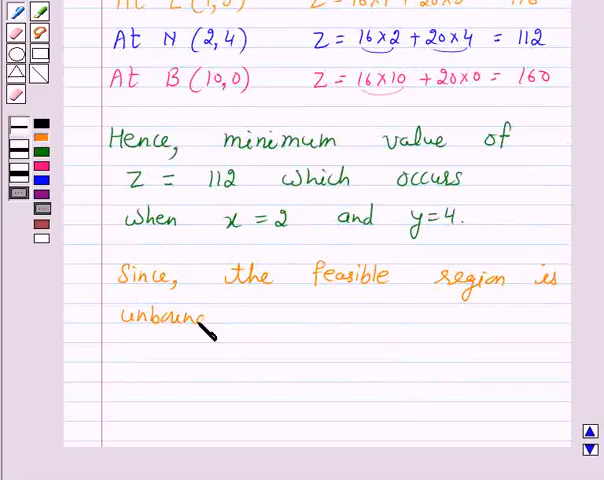 At N (2,4) Z = 16×2 + 20×4 = 112
At B (10,0) Z = 16×10 + 20×0 = 160
Hence, minimum value of
Z = 112 which occurs
when x = 2 and y=4.
Since, the feasible region is
unboun